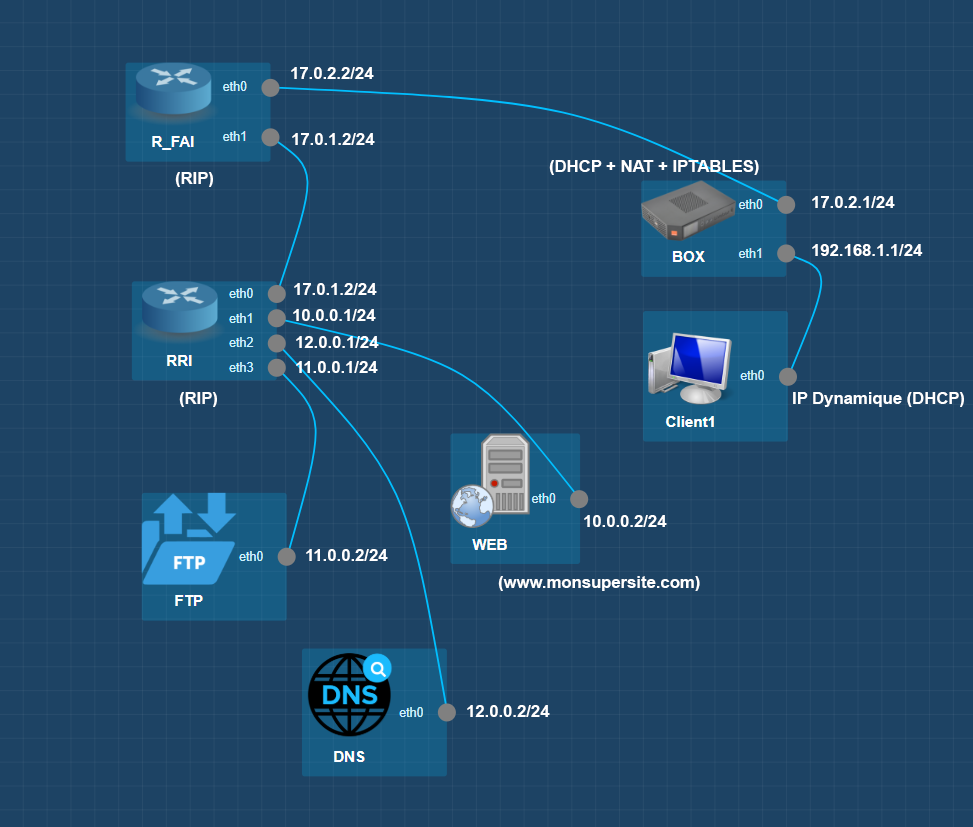 17.0.2.2/24
eth0
eth1
17.0.1.2/24
R_FAI
(RIP)
(DHCP + NAT + IPTABLES)
eth0
17.0.2.1/24
eth1
192.168.1.1/24
BOX
eth0
17.0.1.2/24
eth1
10.0.0.1/24
eth2
12.0.0.1/24
eth3
11.0.0.1/24
RRI
(RIP)
eth0
IP Dynamique (DHCP)
Client1
eth0
10.0.0.2/24
WEB
(www.monsupersite.com)
FTP
eth0
11.0.0.2/24
FTP
DNS
eth0
12.0.0.2/24
DNS